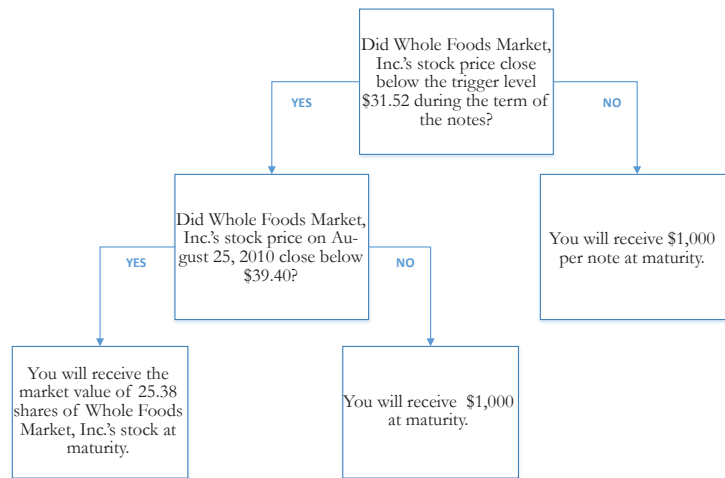 Did Whole Foods Market,
Inc.'s stock price close
below the trigger level
$31.52 during the term of
the notes?
YES
NO
Did Whole Foods Market,
Inc.'s stock price on Au-
gust 25, 2010 close below
$39.40?
You will receive $1,000
per note at maturity.
YES
NO
You will receive the
market value of 25.38
shares of Whole Foods
Market, Inc.'s stock at
maturity.
You will receive $1,000
at maturity.